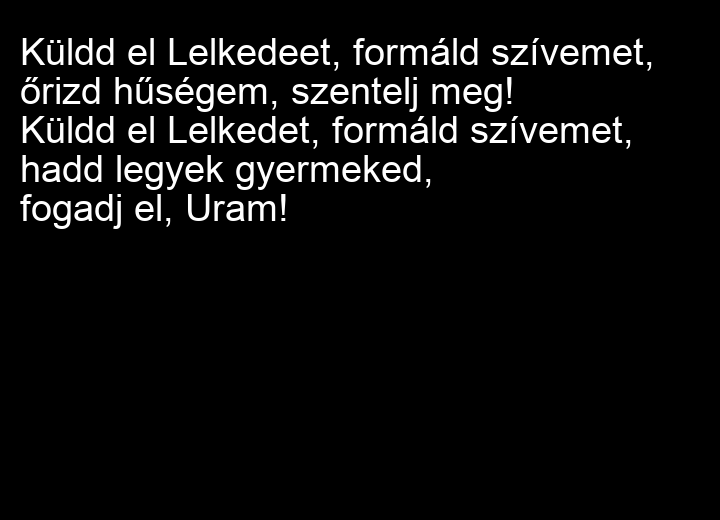 Küldd el Lelkedeet, formáld szívemet,
őrizd hűségem, szentelj meg!
Küldd el Lelkedet, formáld szívemet,
hadd legyek gyermeked,
fogadj el, Uram!